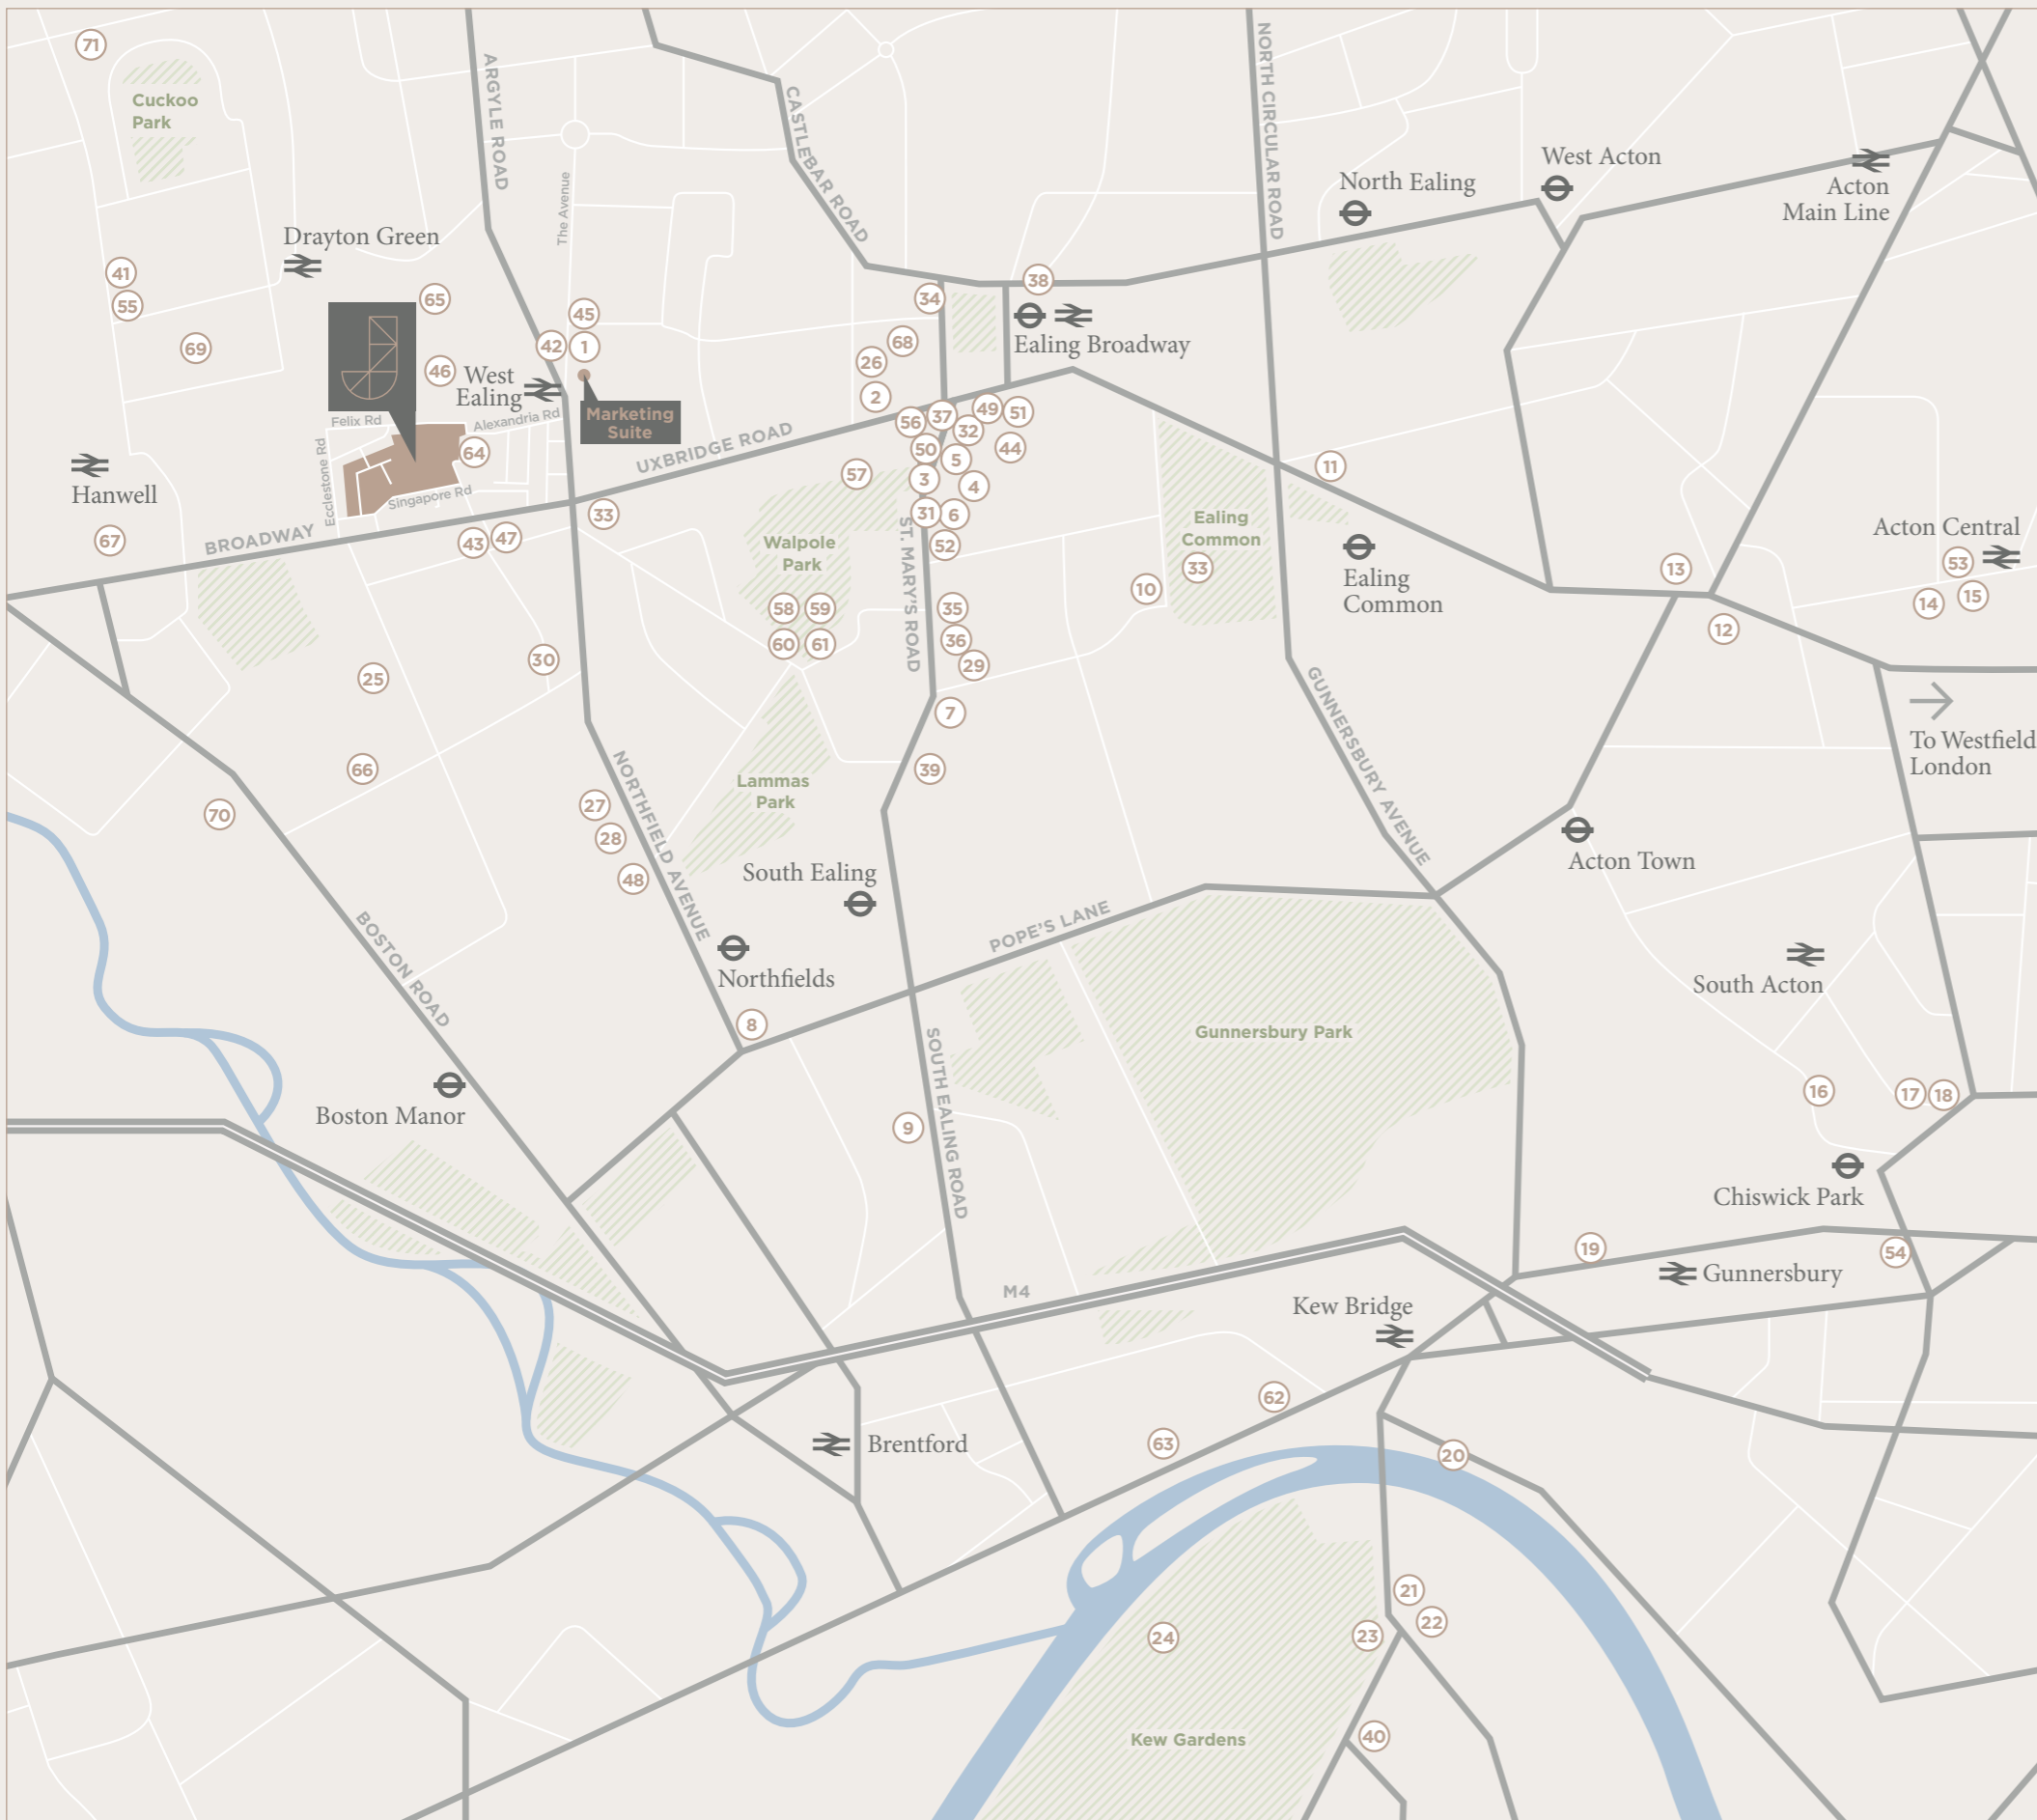 71
Cuckoo
Park
ARGYLE ROAD
CASTLEBAR ROAD
NORTH CIRCULAR ROAD
The Avenue
West Acton
North Ealing
Acton
Main Line
Drayton Green
41
55
65
69
45
42
1
46
West
Ealing
34
38
68
26
2
Ealing Broadway
Felix Rd
Alexandria Rd
Ecclestone Rd
Singapore Rd
64
Marketing
Suite
UXBRIDGE ROAD
56
37
49
51
32
50
5
44
57
3
4
31
6
52
11
Hanwell
67
BROADWAY
43
47
33
Walpole
Park
ST. MARY'S ROAD
Ealing
Common
33
10
Ealing
Common
13
12
Acton Central
53
14
15
58
59
60
61
35
36
29
7
39
25
30
66
70
27
28
48
NORTHFIELD AVENUE
Lammas
Park
GUNNERSBURY AVENUE
To Westfield
London
Acton Town
South Ealing
POPE'S LANE
Northfields
8
BOSTON ROAD
South Acton
Gunnersbury Park
Boston Manor
9
SOUTH EALING ROAD
16
17
18
Chiswick Park
19
54
Gunnersbury
M4
Kew Bridge
62
63
Brentford
20
21
22
23
24
40
Kew Gardens